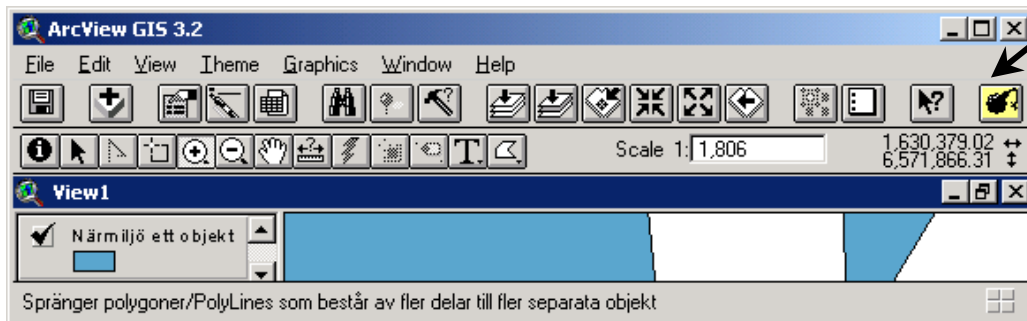 ArcView GIS 3.2
File Edit View Theme Graphics Window Help
Scale 1: 1,806 1,630,379.02
6,571,866.31
View1
Närmiljö ett objekt
Spränger polygoner/PolyLines som består av fler delar till fler separata objekt